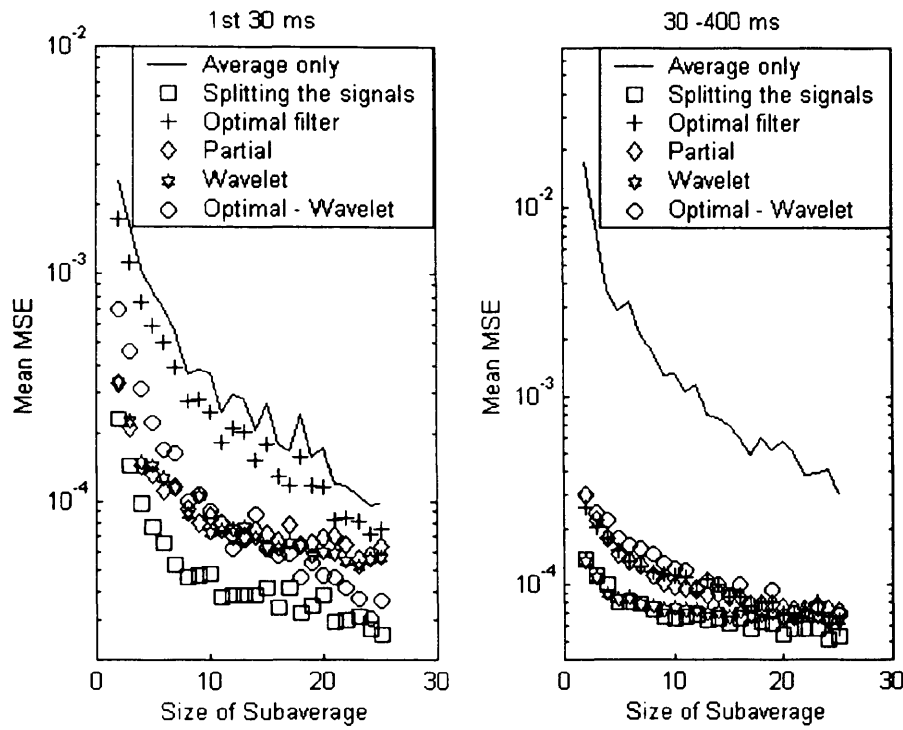 1st 30 ms
10-2
Average only
Splitting the signals
Optimal filter
Partial
Wavelet
Optimal - Wavelet
10-3
10-4
Mean MSE
0 10 20 30
Size of Subaverage
30 -400 ms
Average only
Splitting the signals
Optimal filter
Partial
Wavelet
Optimal - Wavelet
10-2
10-3
10-4
Mean MSE
0 10 20 30
Size of Subaverage